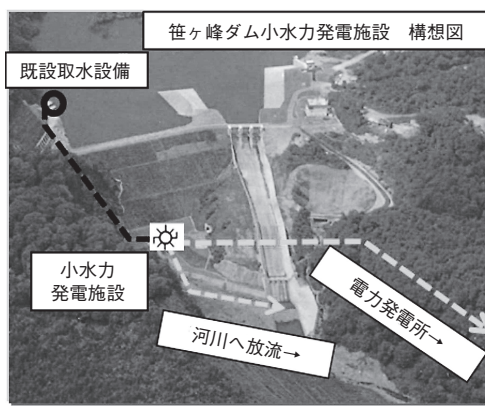 笹ヶ峰ダム小水力発電施設　構想図
既設取水設備
小水力
発電施設
電力発電所→
河川へ放流→